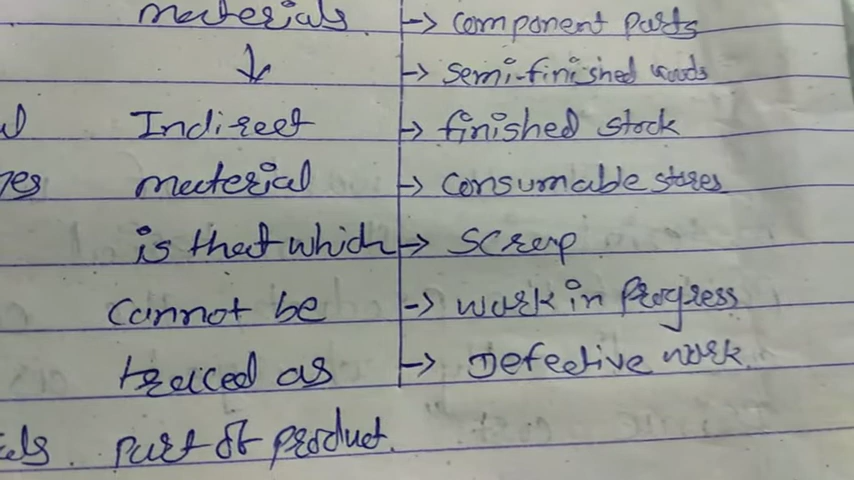 materials. -> component parts
-> semi-finished goods
Indirect -> finished stock
material -> consumable stores
is that which -> scrap
cannot be -> work in progress
traced as -> Defective work.
part of product.